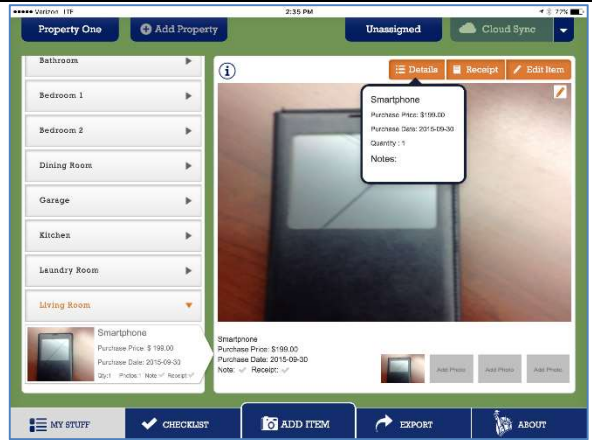 Verizon LTE
2:35 PM
77%
Property One
Add Property
Unassigned
Cloud Sync
Bathroom
Bedroom 1
Bedroom 2
Dining Room
Garage
Kitchen
Laundry Room
Living Room
Smartphone
Purchase Price: $ 199.00
Purchase Date: 2015-09-30
Qty:1 Photos:1 Note Receipt
i
Details
Receipt
Edit Item
Smartphone
Purchase Price: $199.00
Purchase Date: 2015-09-30
Quantity : 1
Notes:
Smartphone
Purchase Price: $199.00
Purchase Date: 2015-09-30
Note: Receipt:
Add Photo
Add Photo
Add Photo
MY STUFF
CHECKLIST
ADD ITEM
EXPORT
ABOUT